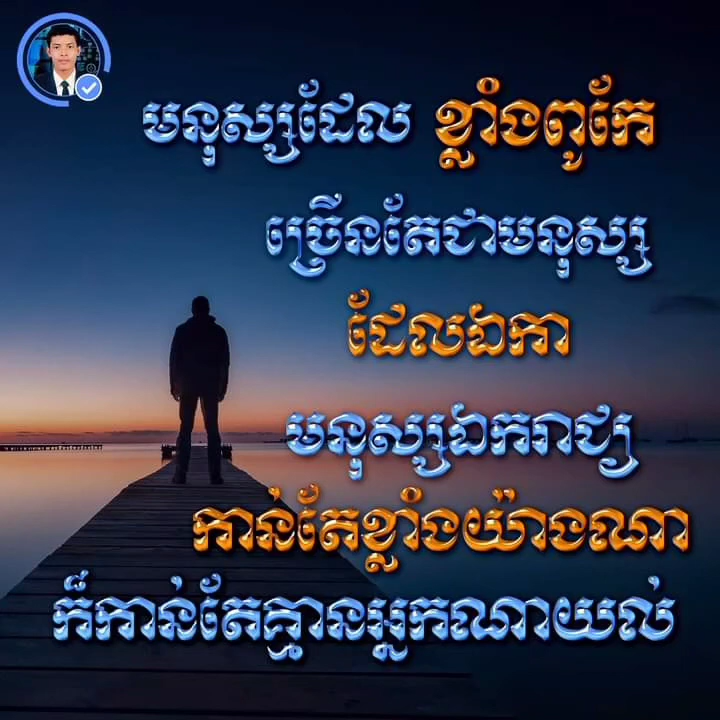 មនុស្សដែល ខ្លាំងពូកែ
ច្រើនតែជាមនុស្ស
ដែលឯកា
មនុស្សឯករាជ្យ
កាន់តែខ្លាំងយ៉ាងណា
ក៏កាន់តែគ្មានអ្នកណាយល់